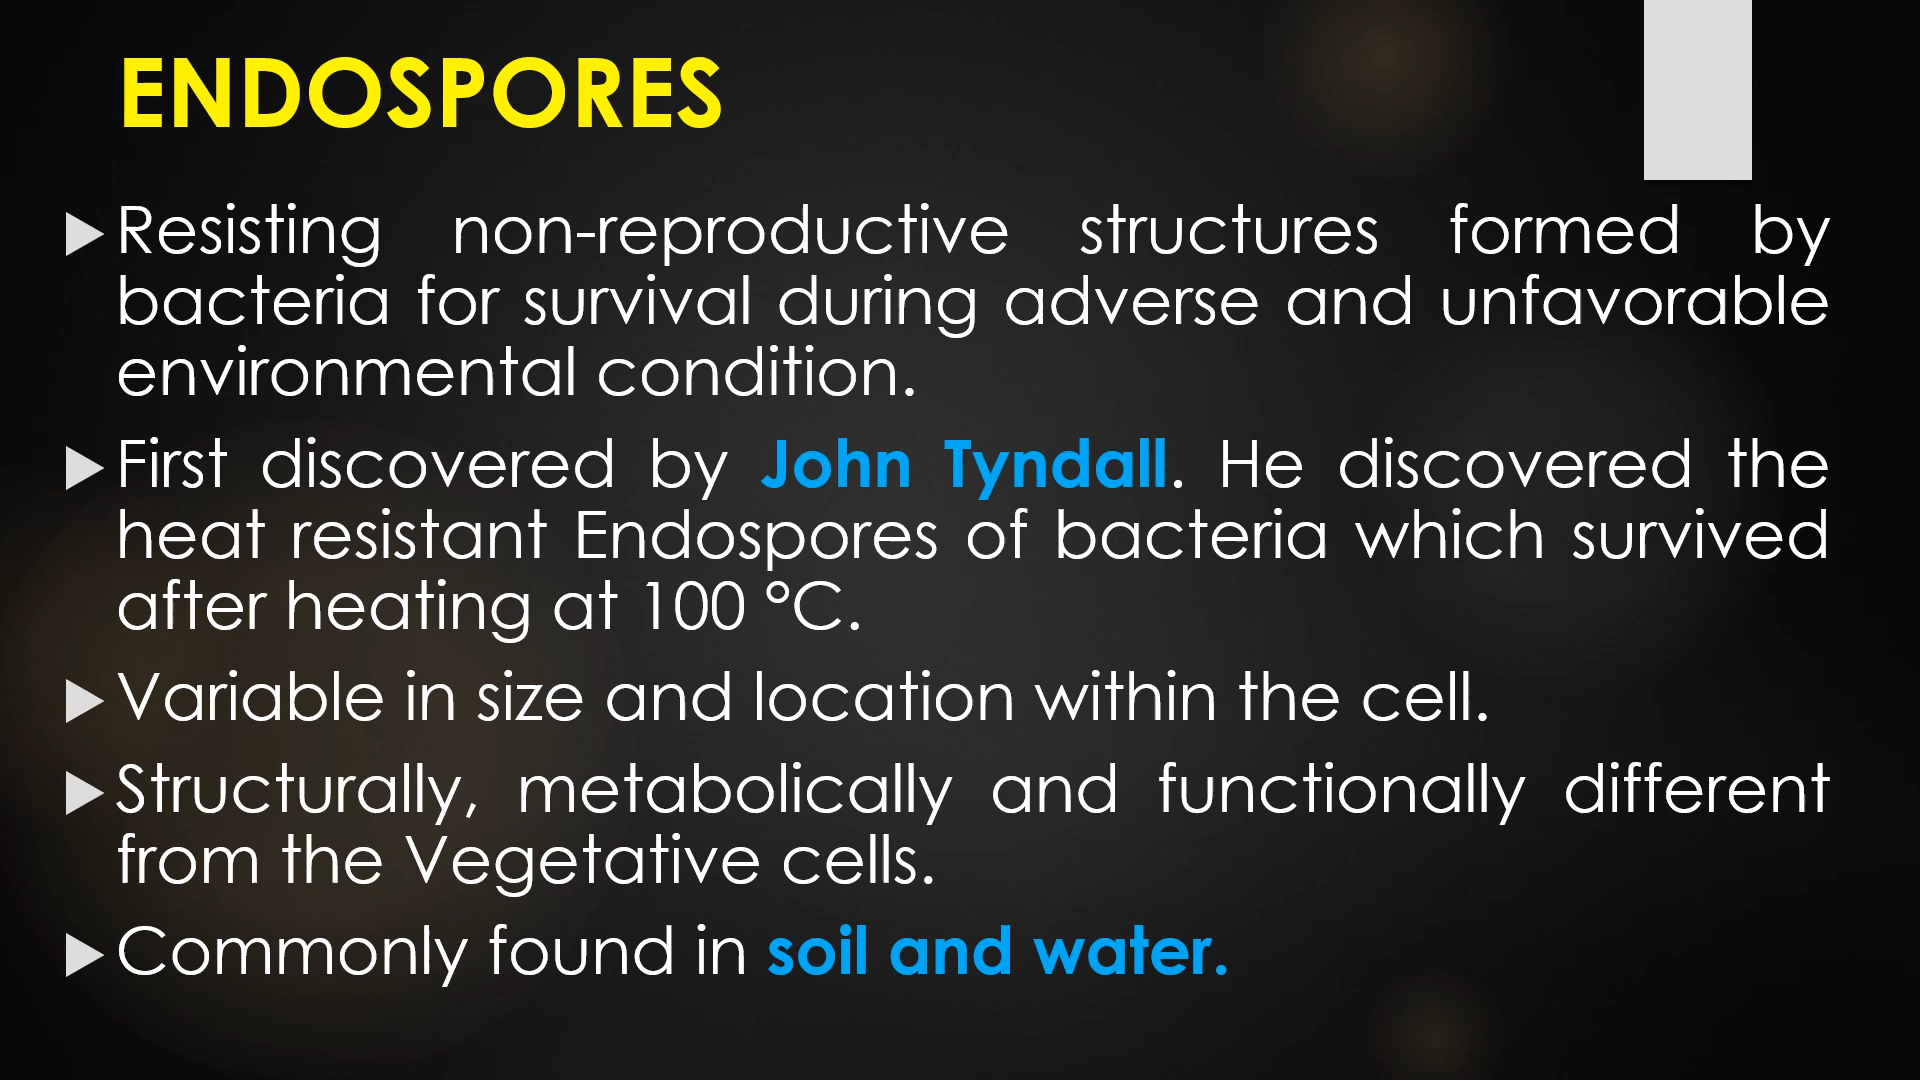 ENDOSPORES
Resisting non-reproductive structures formed by
bacteria for survival during adverse and unfavorable
environmental condition.
First discovered by John Tyndall. He discovered the
heat resistant Endospores of bacteria which survived
after heating at 100 °C.
Variable in size and location within the cell.
Structurally, metabolically and functionally different
from the Vegetative cells.
Commonly found in soil and water.